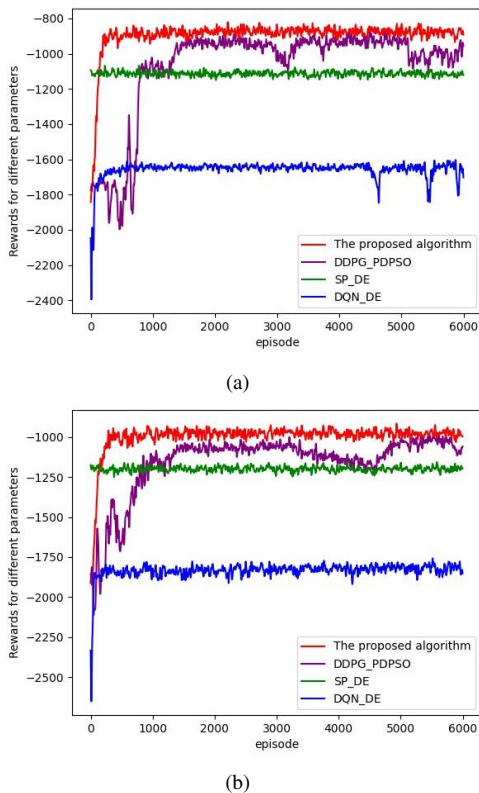 −800
−1000
−1200
−1400
−1600
−1800
−2000
−2200
−2400
Rewards for different parameters
The proposed algorithm
DDPG_PDPSO
SP_DE
DQN_DE
0 1000 2000 3000 4000 5000 6000
episode
(a)
−1000
−1250
−1500
−1750
−2000
−2250
−2500
Rewards for different parameters
The proposed algorithm
DDPG_PDPSO
SP_DE
DQN_DE
0 1000 2000 3000 4000 5000 6000
episode
(b)